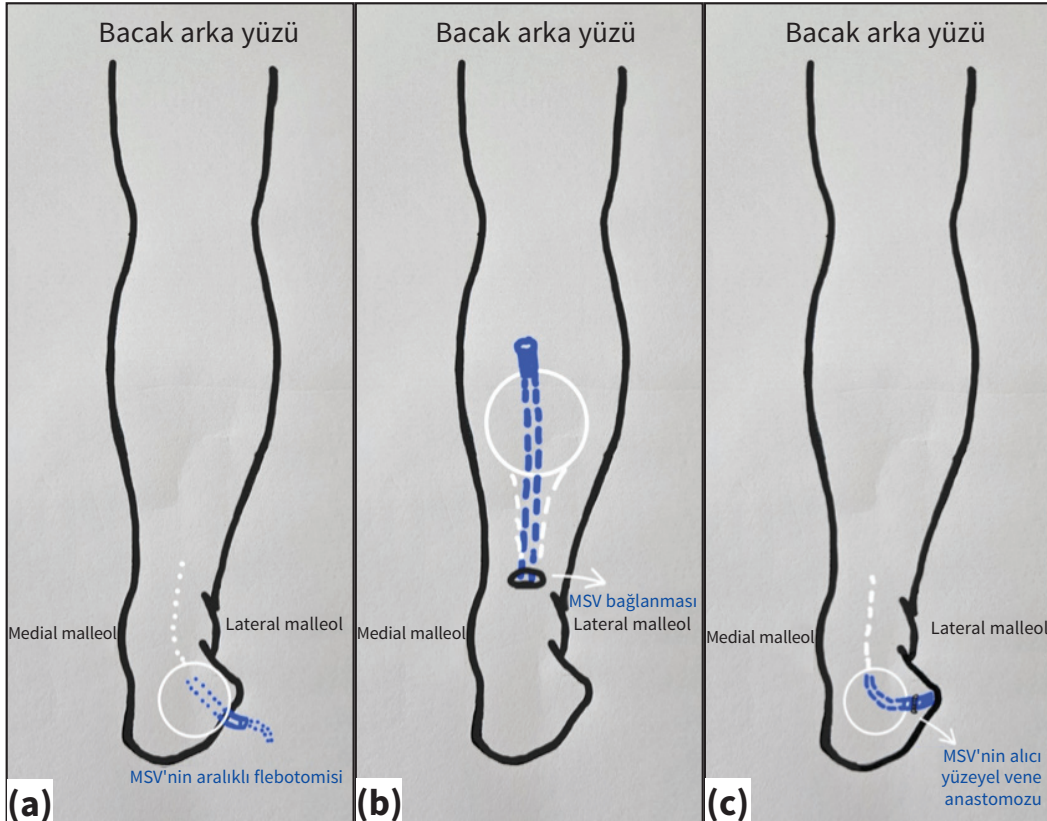 Bacak arka yüzü
Medial malleol
Lateral malleol
MSV'nin aralıklı flebotomisi
(a)
Bacak arka yüzü
MSV bağlanması
Medial malleol
Lateral malleol
(b)
Bacak arka yüzü
Medial malleol
Lateral malleol
MSV'nin alıcı
yüzeyel vene
anastomozu
(c)